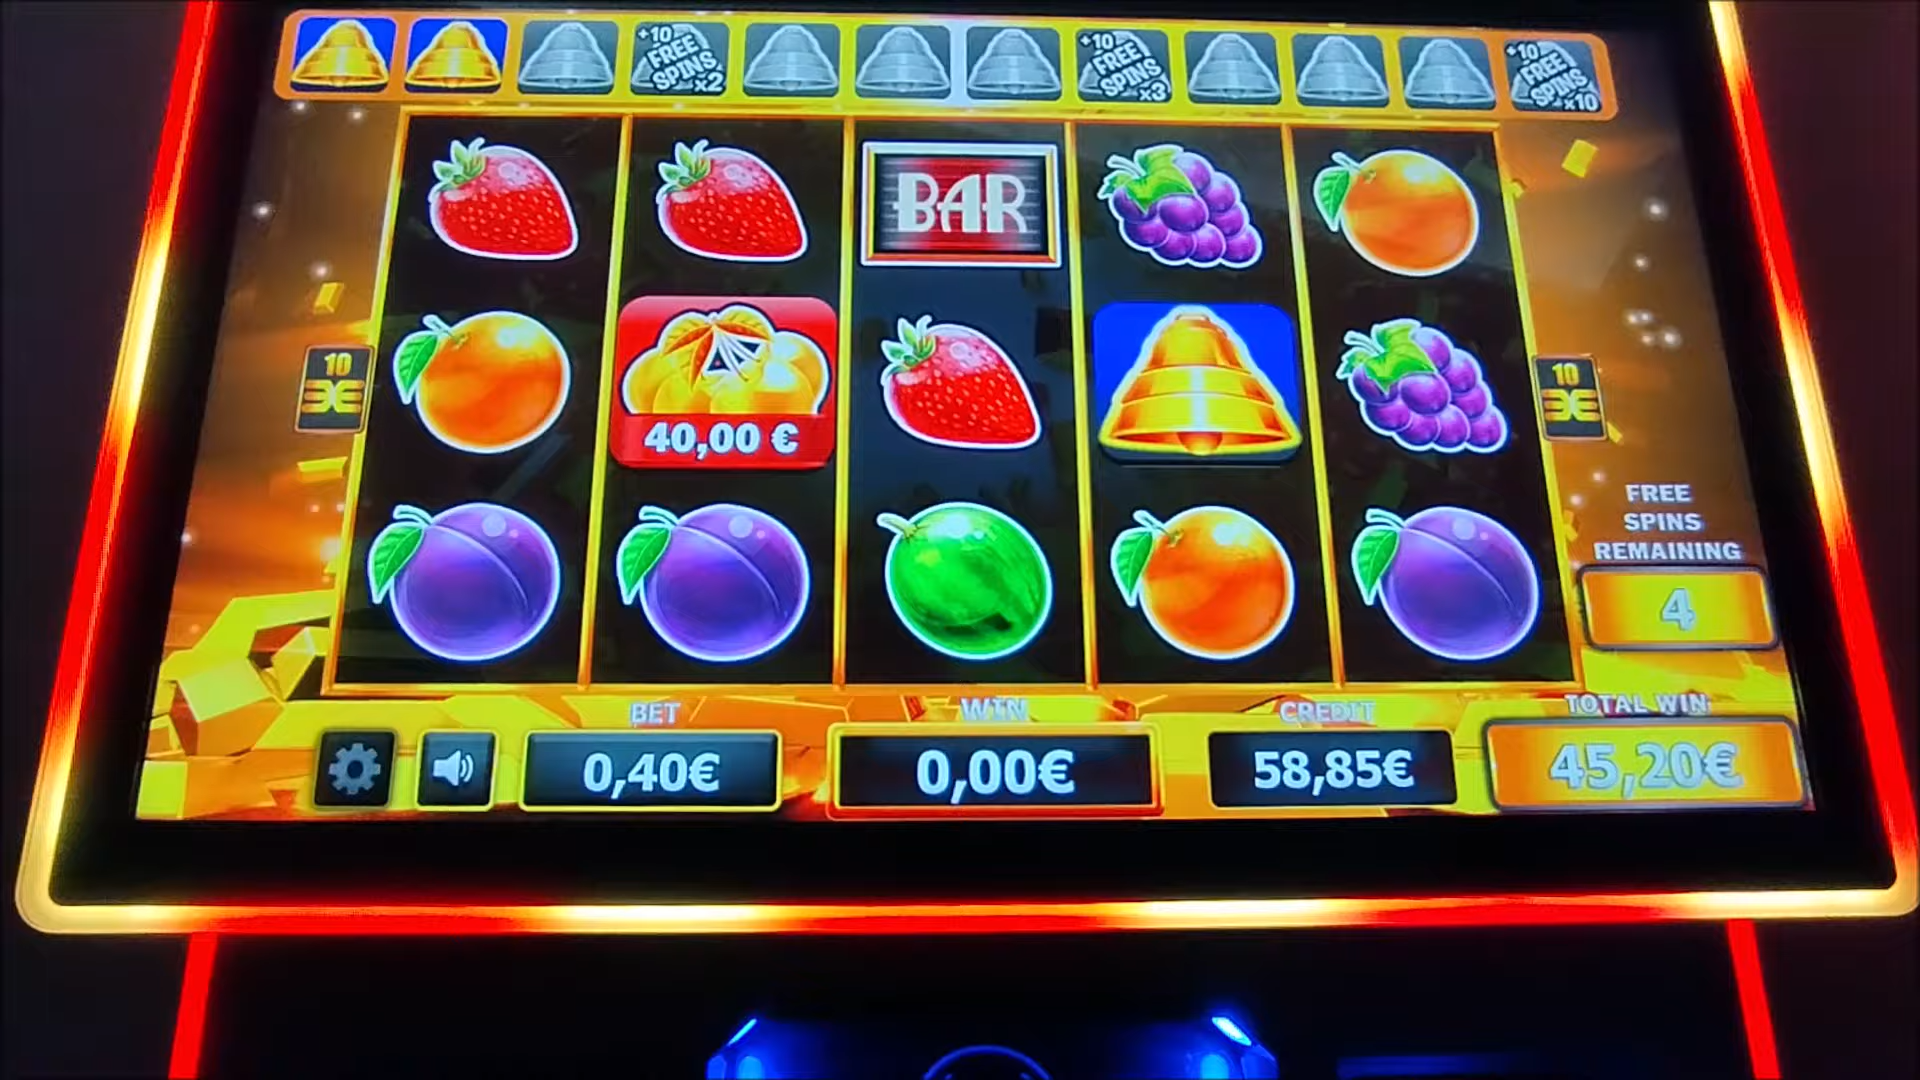 +10
FREE
SPINS
x2
+10
FREE
SPINS
x3
+10
FREE
SPINS
x10
BAR
10
40,00 €
10
FREE
SPINS
REMAINING
4
BET
WIN
CREDIT
TOTAL WIN
0,40€
0,00€
58,85€
45,20€